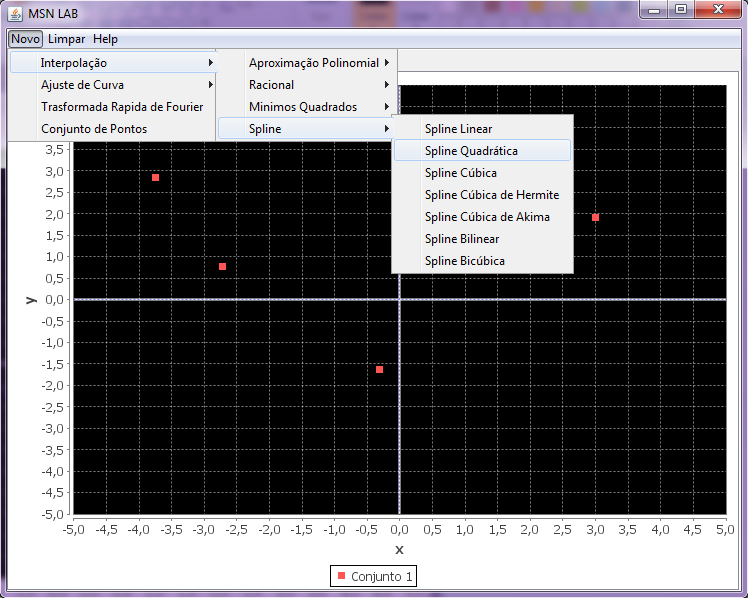 MSN LAB
Novo Limpar Help
Interpolação
Ajuste de Curva
Trasformada Rapida de Fourier
Conjunto de Pontos
Aproximação Polinomial
Racional
Minimos Quadrados
Spline
Spline Linear
Spline Quadrática
Spline Cúbica
Spline Cúbica de Hermite
Spline Cúbica de Akima
Spline Bilinear
Spline Bicúbica
3,5
3,0
2,5
2,0
1,5
1,0
0,5
0,0
-0,5
-1,0
-1,5
-2,0
-2,5
-3,0
-3,5
-4,0
-4,5
-5,0
y
-5,0 -4,5 -4,0 -3,5 -3,0 -2,5 -2,0 -1,5 -1,0 -0,5 0,0 0,5 1,0 1,5 2,0 2,5 3,0 3,5 4,0 4,5 5,0
x
Conjunto 1